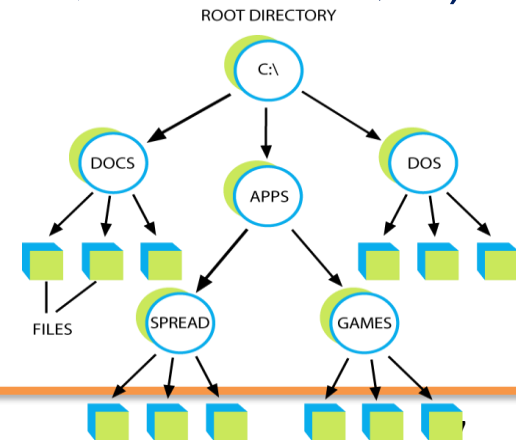 ROOT DIRECTORY
C:\
DOCS
APPS
DOS
FILES
SPREAD
GAMES